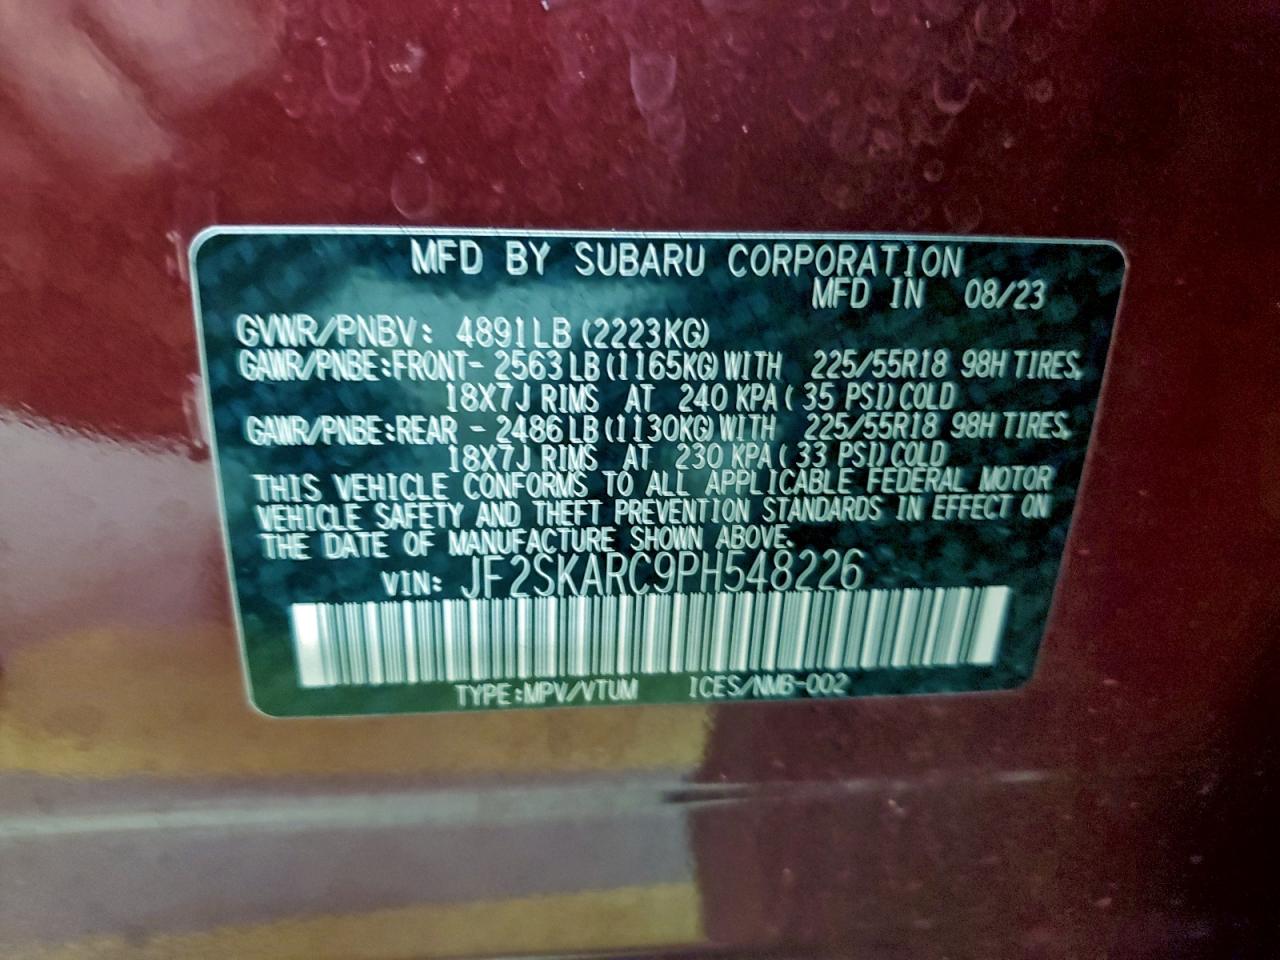 MFD BY SUBARU CORPORATION
MFD IN 08/23
GVWR/PNBV: 4891LB (2223KG)
GAWR/PNBE:FRONT- 2563LB (1165KG) WITH 225/55R18 98H TIRES,
18X7J RIMS AT 240 KPA ( 35 PSI) COLD
GAWR/PNBE:REAR - 2486LB (1130KG) WITH 225/55R18 98H TIRES,
18X7J RIMS AT 230 KPA ( 33 PSI) COLD
THIS VEHICLE CONFORMS TO ALL APPLICABLE FEDERAL MOTOR
VEHICLE SAFETY AND THEFT PREVENTION STANDARDS IN EFFECT ON
THE DATE OF MANUFACTURE SHOWN ABOVE.
VIN: JF2SKARC9PH548226
TYPE:MPV/VTUM ICES/NMB-002